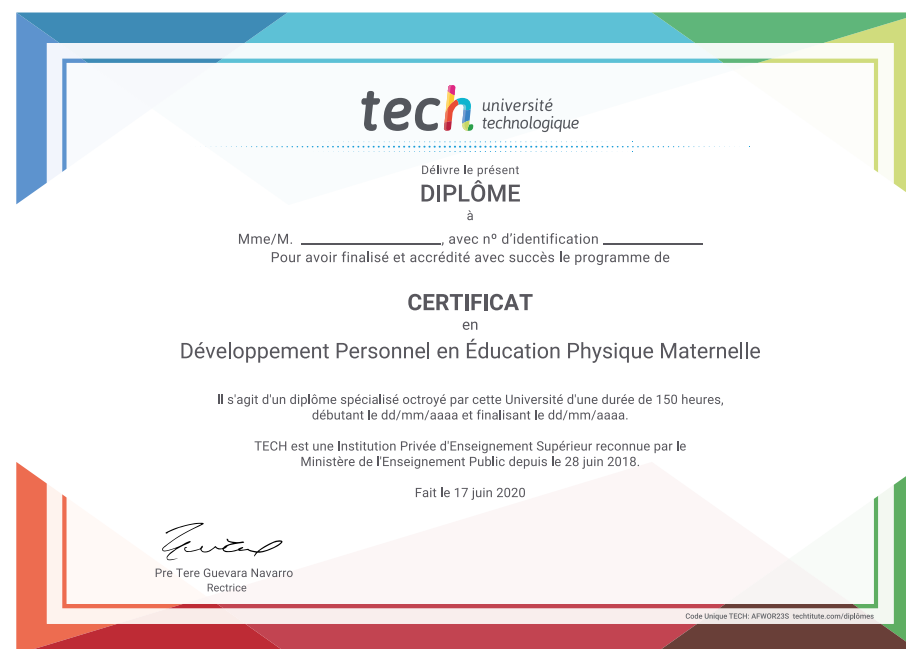 tech université
technologique
Délivre le présent
DIPLÔME
à
Mme/M. ____________________, avec nº d'identification ______________
Pour avoir finalisé et accrédité avec succès le programme de
CERTIFICAT
en
Développement Personnel en Éducation Physique Maternelle
Il s'agit d'un diplôme spécialisé octroyé par cette Université d'une durée de 150 heures,
débutant le dd/mm/aaaa et finalisant le dd/mm/aaaa.
TECH est une Institution Privée d'Enseignement Supérieur reconnue par le
Ministère de l'Enseignement Public depuis le 28 juin 2018.
Fait le 17 juin 2020
Pre Tere Guevara Navarro
Rectrice
Code Unique TECH: AFWOR23S techtitute.com/diplômes